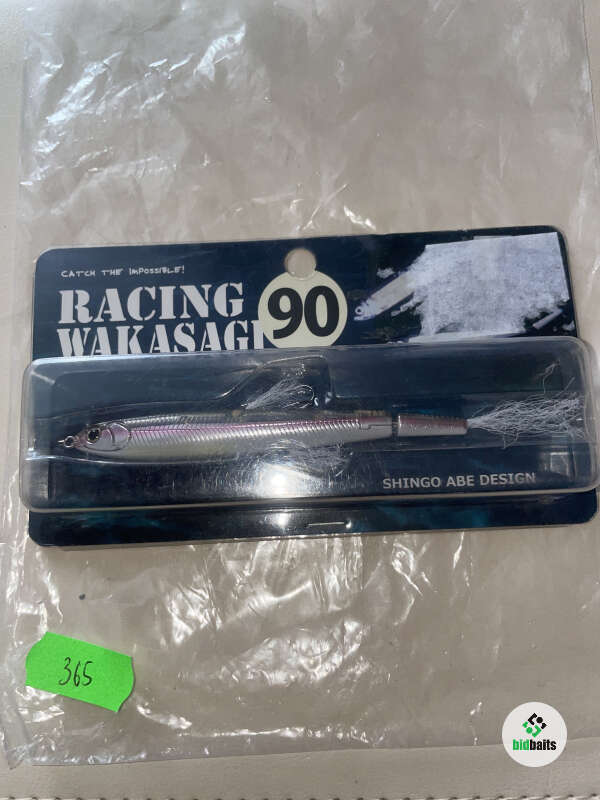 CATCH THE IMPOSSIBLE!
RACING 90
WAKASAGI
SHINGO ABE DESIGN
365
bidbaits